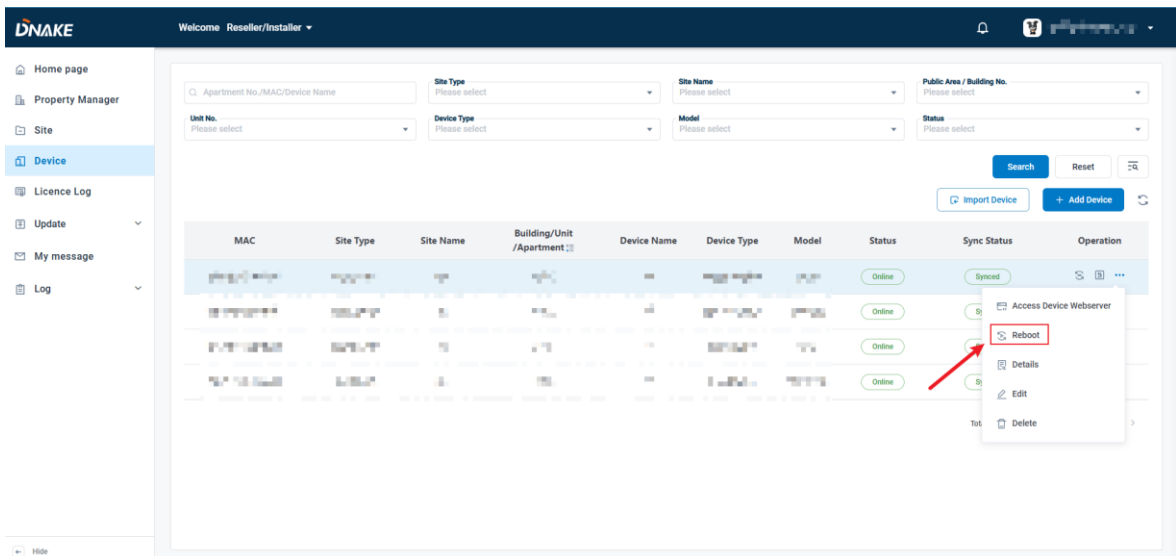 DNAKE
Welcome Reseller/Installer
Home page
Property Manager
Site
Device
Licence Log
Update
My message
Log
Hide
Apartment No./MAC/Device Name
Site Type
Please select
Site Name
Please select
Public Area / Building No.
Please select
Unit No.
Please select
Device Type
Please select
Model
Please select
Status
Please select
Search
Reset
Import Device
+ Add Device
MAC
Site Type
Site Name
Building/Unit
/Apartment
Device Name
Device Type
Model
Status
Sync Status
Operation
Online
Synced
Online
Online
Online
Access Device Webserver
Reboot
Details
Edit
Delete